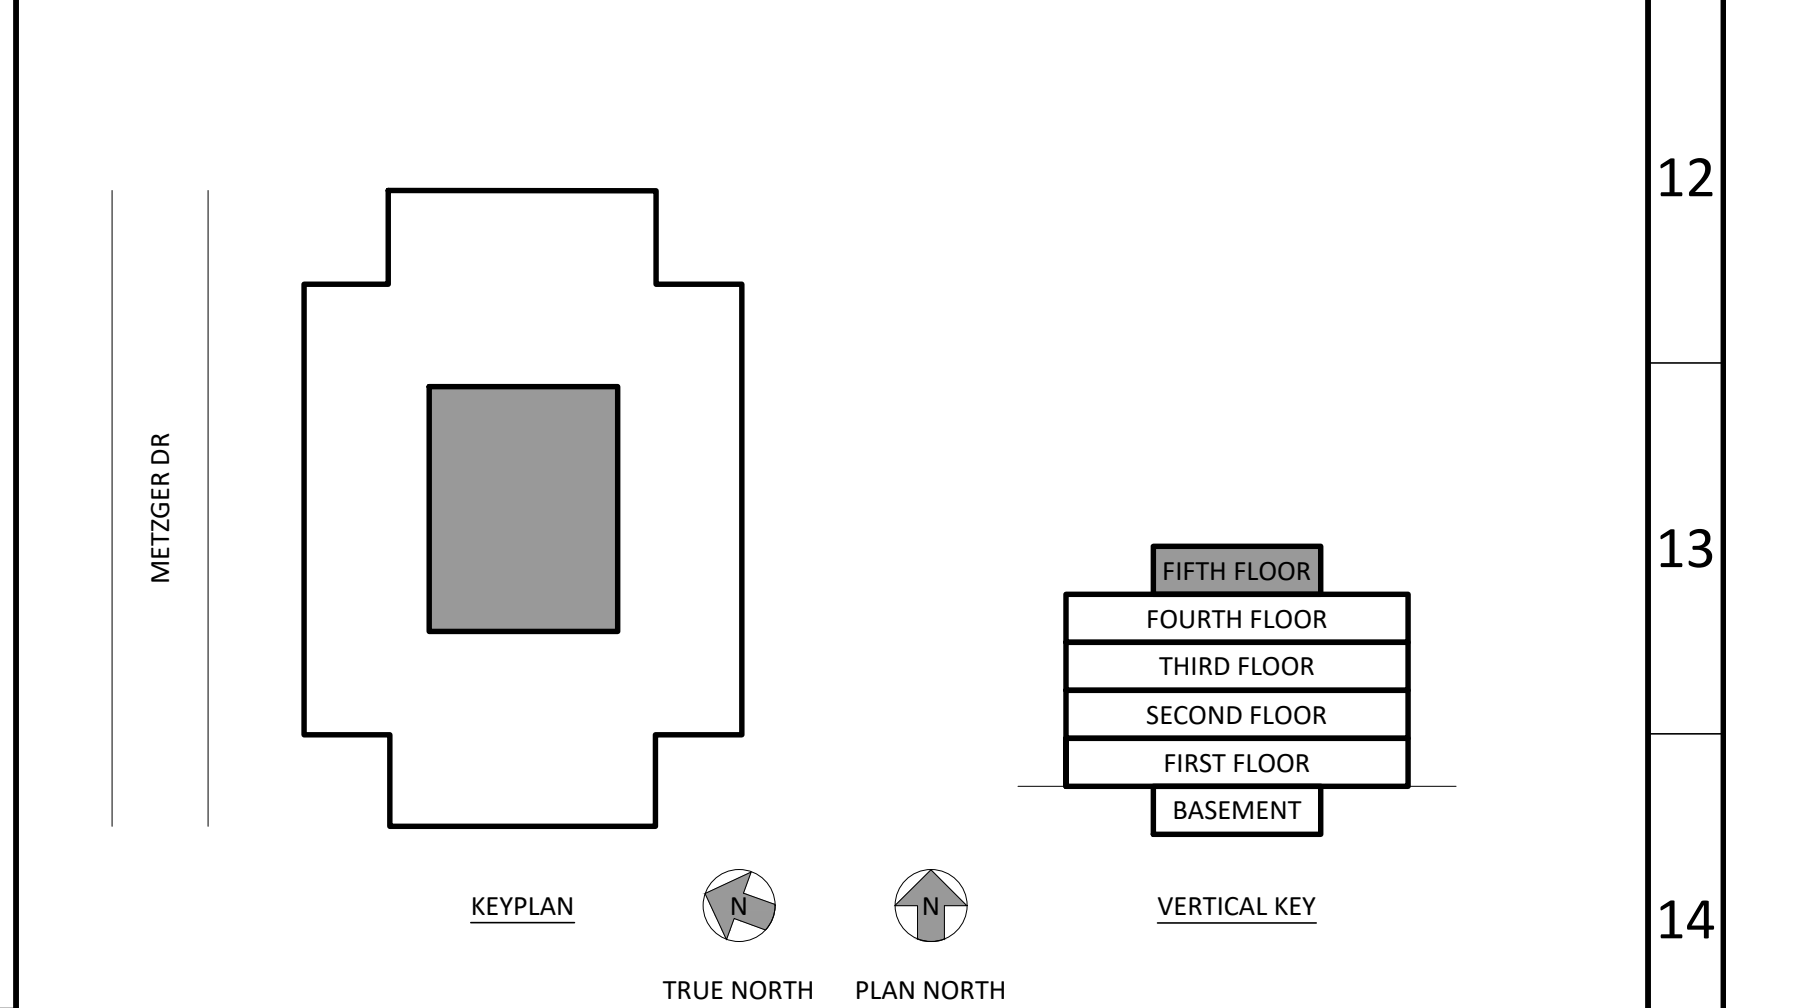 12
METZGER DR
13
FIFTH FLOOR
FOURTH FLOOR
THIRD FLOOR
SECOND FLOOR
FIRST FLOOR
BASEMENT
KEYPLAN
N
N
VERTICAL KEY
14
TRUE NORTH
PLAN NORTH